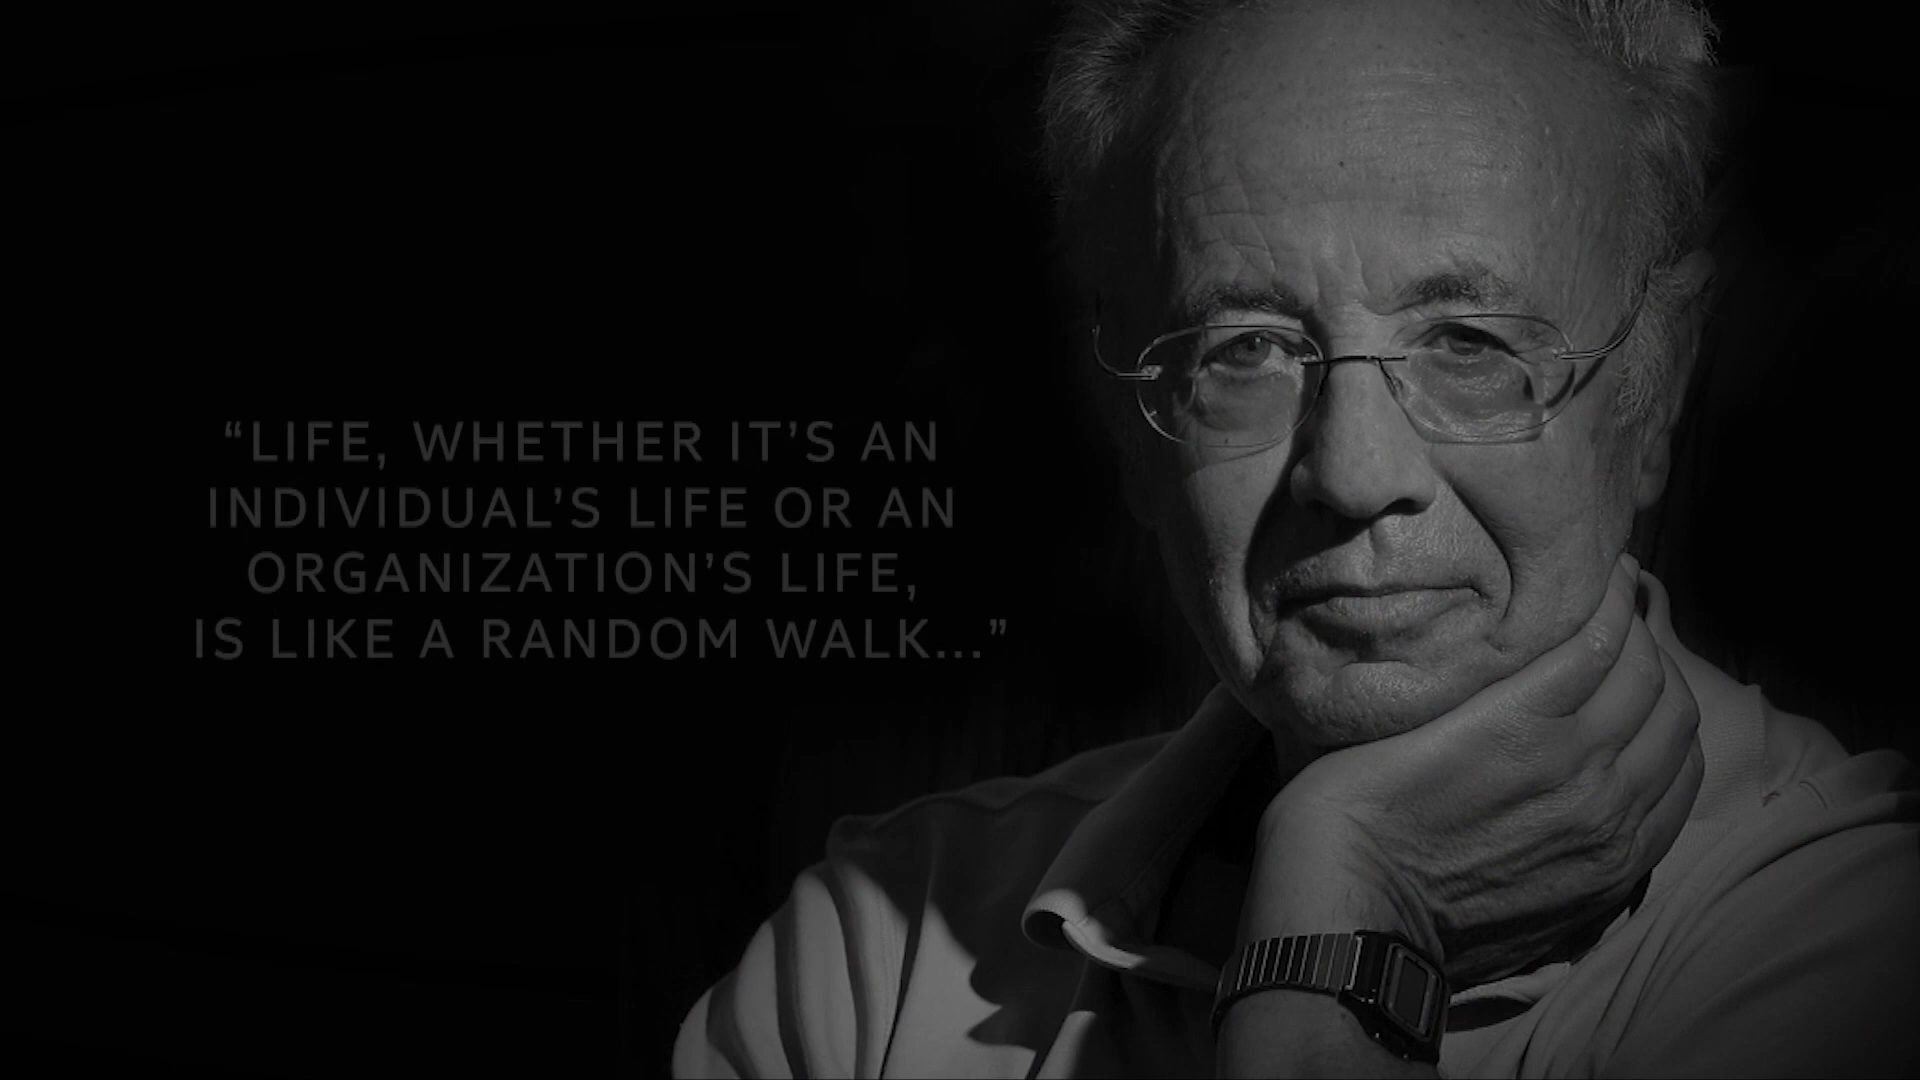 “LIFE, WHETHER IT’S AN
INDIVIDUAL’S LIFE OR AN
ORGANIZATION’S LIFE,
IS LIKE A RANDOM WALK...”